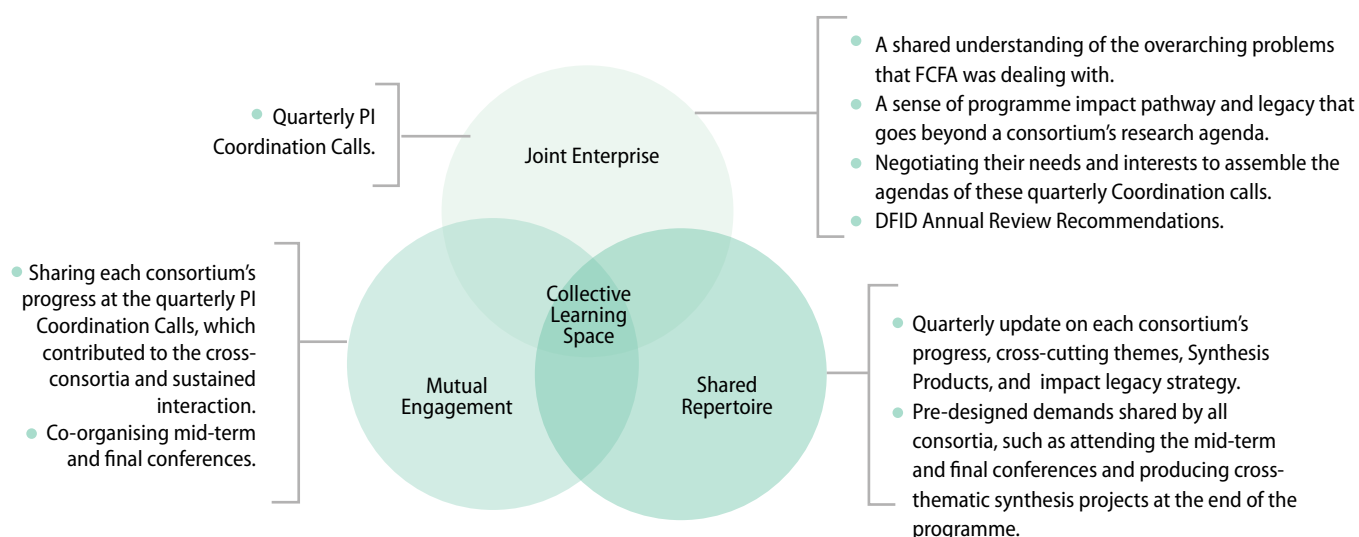 Quarterly PI
Coordination Calls.
Joint Enterprise
A shared understanding of the overarching problems
that FCFA was dealing with.
A sense of programme impact pathway and legacy that
goes beyond a consortium's research agenda.
Negotiating their needs and interests to assemble the
agendas of these quarterly Coordination calls.
DFID Annual Review Recommendations.
Sharing each consortium's
progress at the quarterly PI
Coordination Calls, which
contributed to the cross-
consortia and sustained
interaction.
Co-organising mid-term
and final conferences.
Collective
Learning
Space
Mutual
Engagement
Shared
Repertoire
Quarterly update on each consortium's
progress, cross-cutting themes, Synthesis
Products, and impact legacy strategy.
Pre-designed demands shared by all
consortia, such as attending the mid-term
and final conferences and producing cross-
thematic synthesis projects at the end of the
programme.